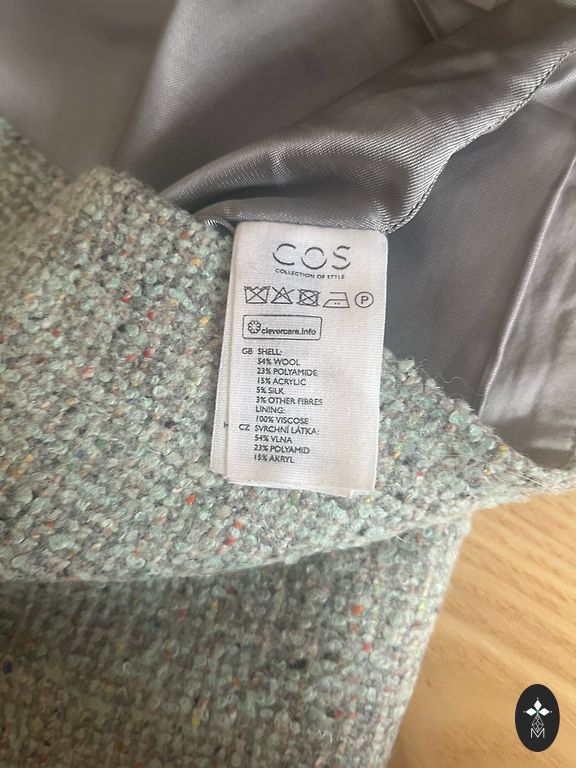 COS
COLLECTION OF STYLE
P
clevercare.info
GB SHELL:
54% WOOL
23% POLYAMIDE
15% ACRYLIC
5% SILK
3% OTHER FIBRES
LINING:
100% VISCOSE
CZ SVRCHNÍ LÁTKA:
54% VLNA
23% POLYAMID
15% AKRYL
M